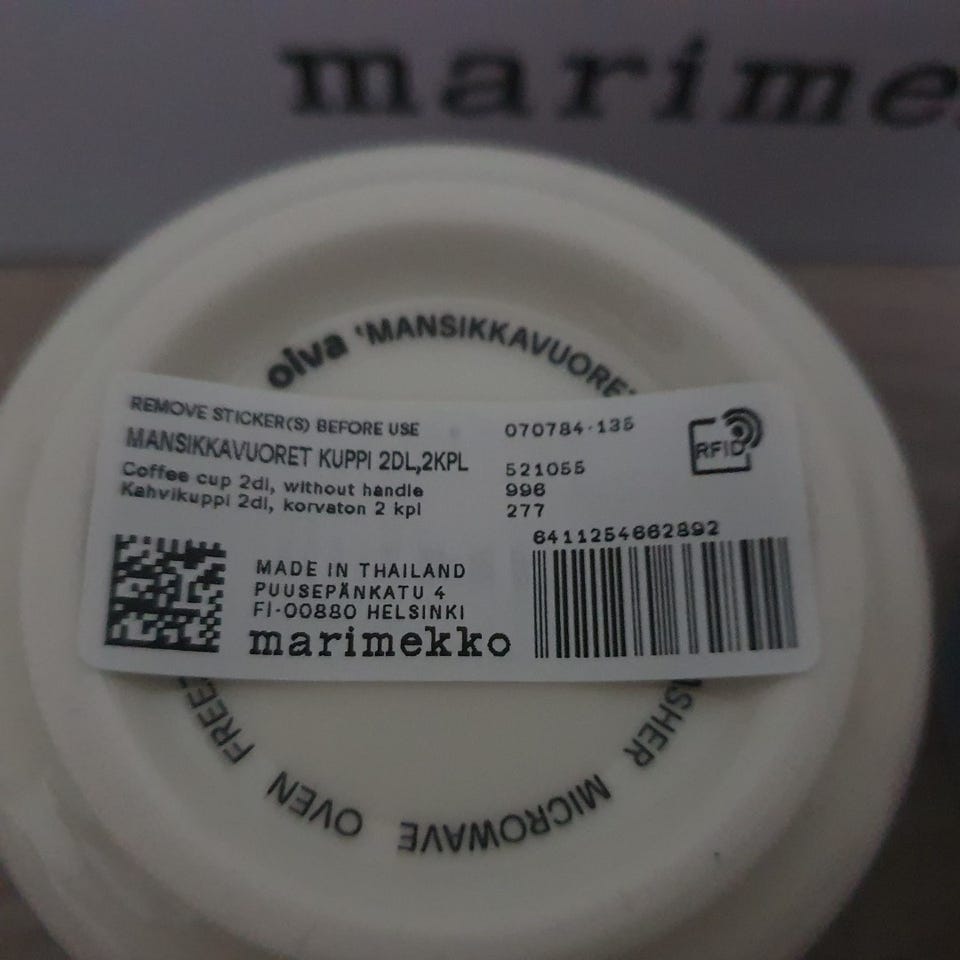 marime
oiva 'MANSIKKAVUORE
REMOVE STICKER(S) BEFORE USE
MANSIKKAVUORET KUPPI 2DL,2KPL
Coffee cup 2dl, without handle
Kahvikuppi 2dl, korvaton 2 kpl
070784-135
521055
996
277
RFID
6411254662892
MADE IN THAILAND
PUUSEPÄNKATU 4
FI-00880 HELSINKI
marimekko
SHER MICROWAVE OVEN FREE